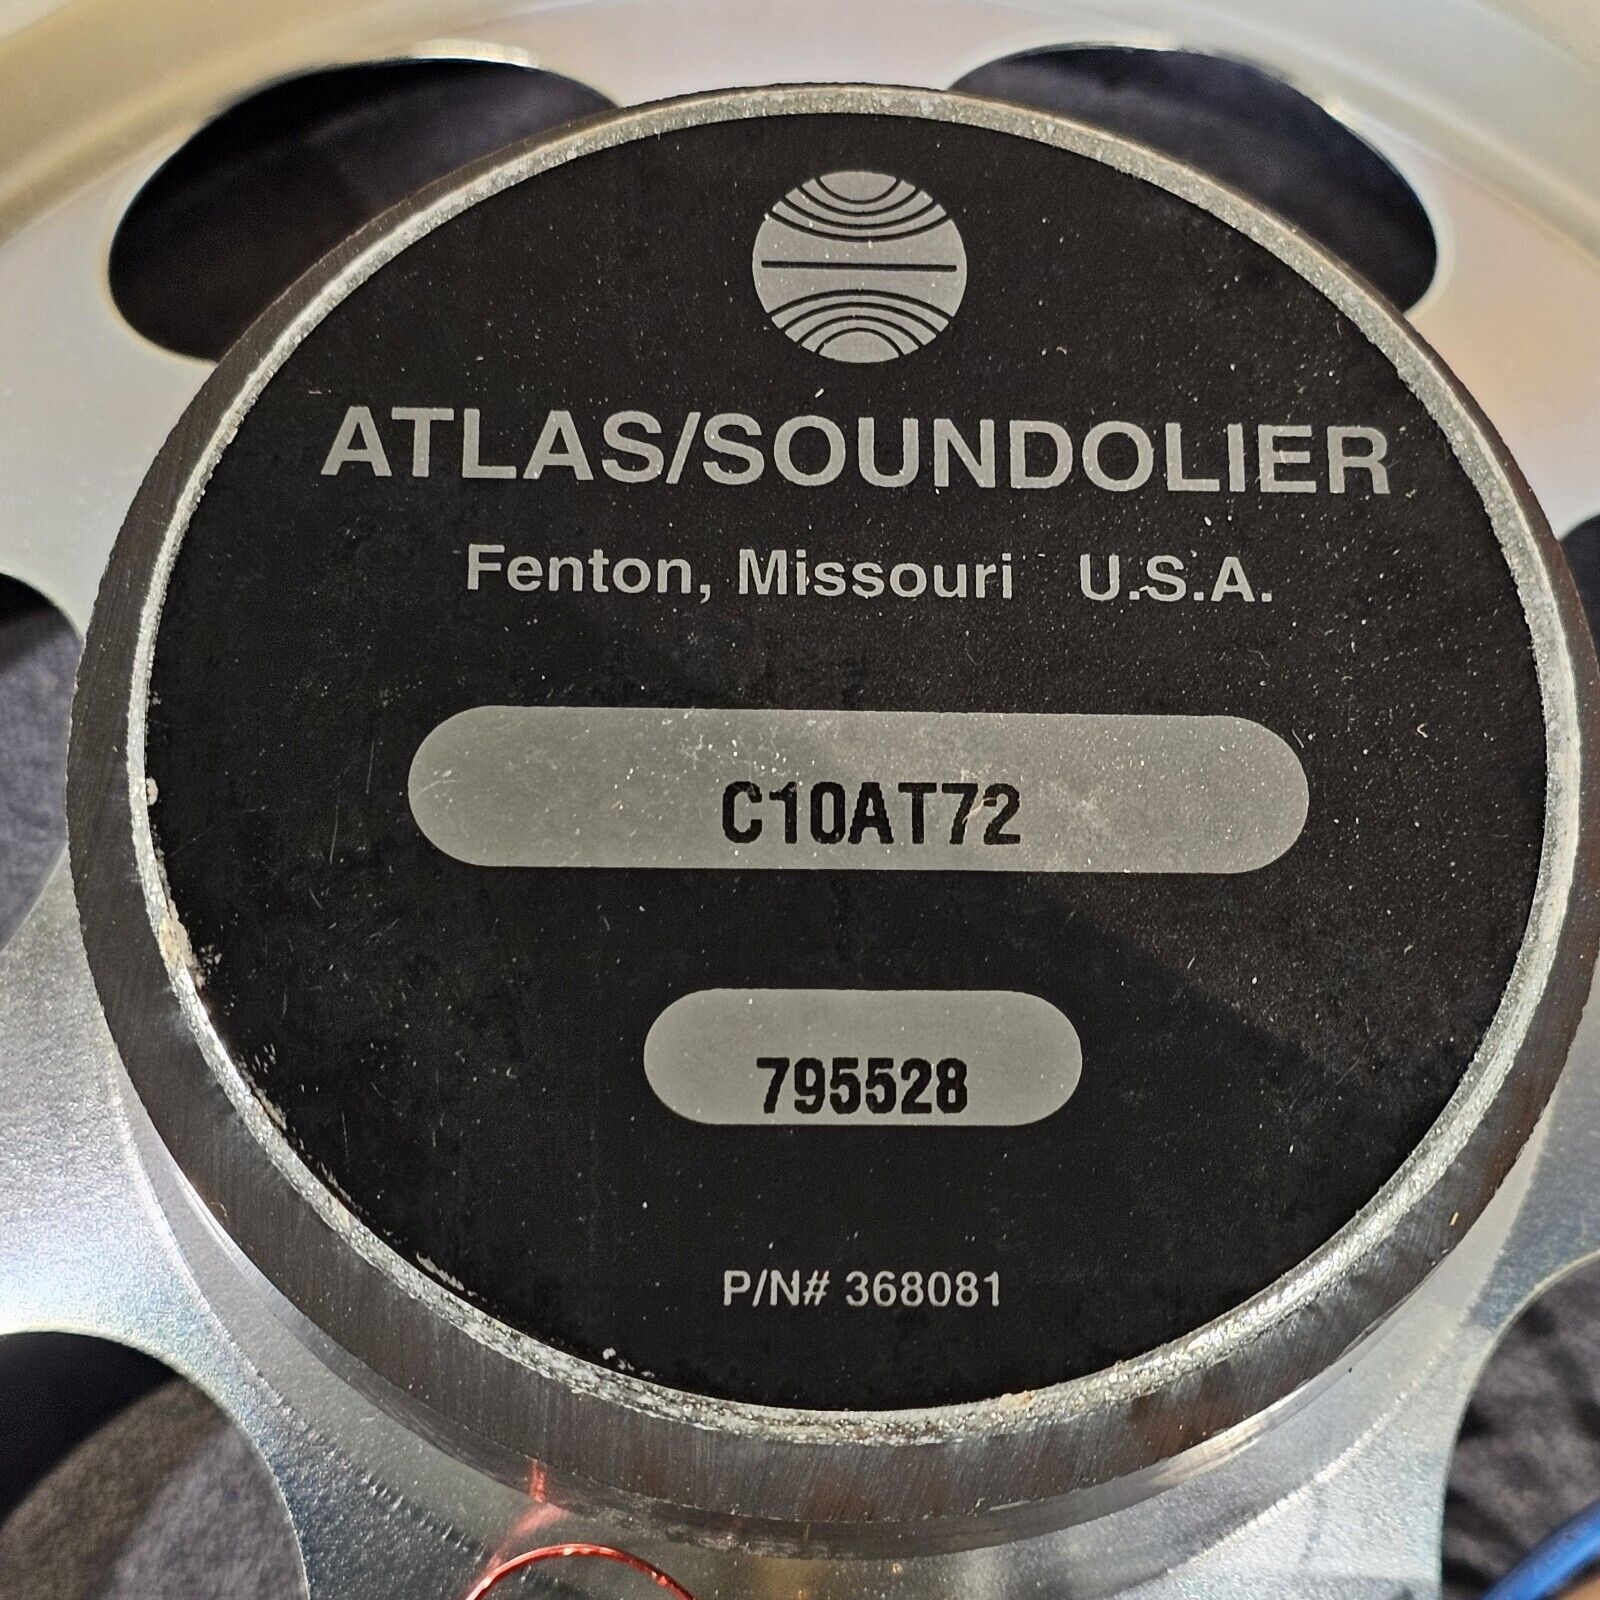 ATLAS/SOUNDOLIER
Fenton, Missouri U.S.A.
C10AT72
795528
P/N# 368081